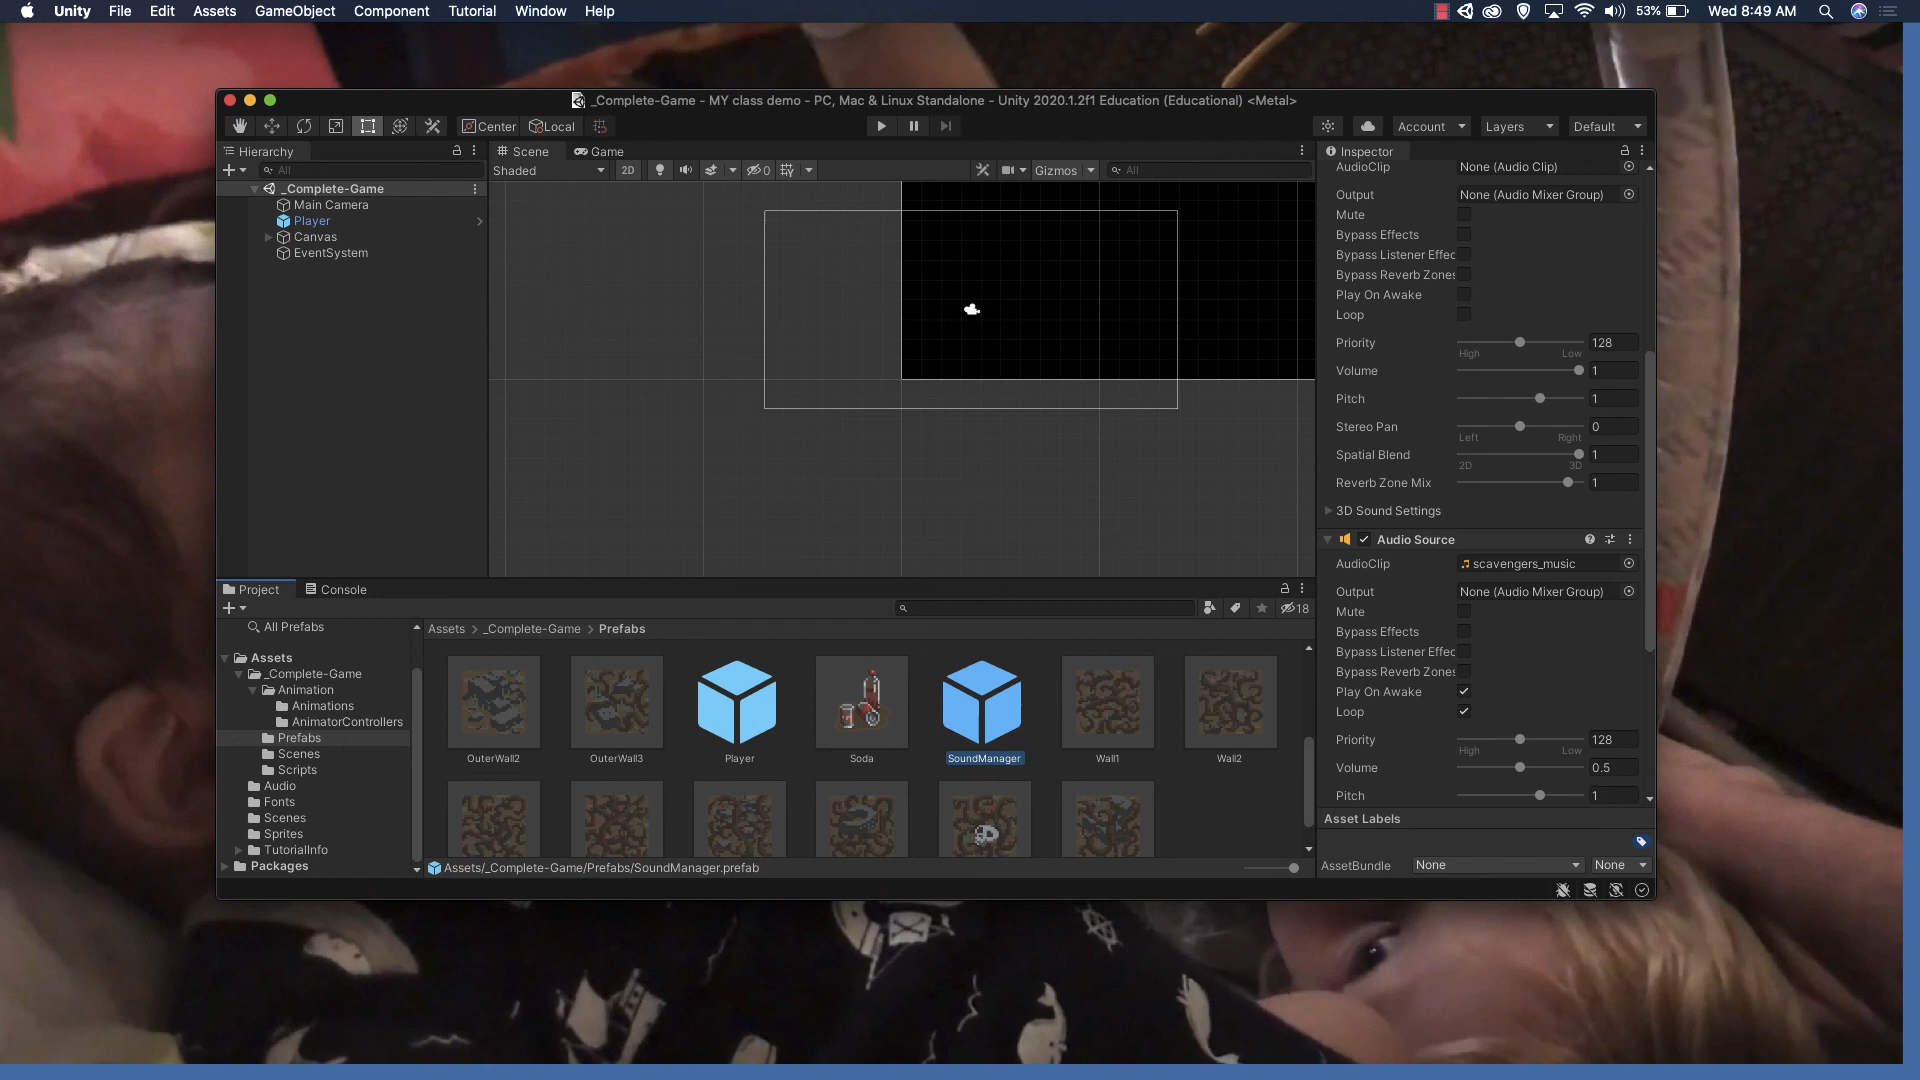 Unity File Edit Assets GameObject Component Tutorial Window Help 53% Wed 8:49 AM
_Complete-Game - MY class demo - PC, Mac & Linux Standalone - Unity 2020.1.2f1 Education (Educational) <Metal>
Center Local Account Layers Default
Hierarchy Scene Game Inspector
All Shaded 2D 0 Gizmos All
AudioClip None (Audio Clip)
_Complete-Game
Main Camera
Player
Canvas
EventSystem
Output None (Audio Mixer Group)
Mute
Bypass Effects
Bypass Listener Effec
Bypass Reverb Zones
Play On Awake
Loop
Priority 128
High Low
Volume 1
Pitch 1
Stereo Pan 0
Left Right
Spatial Blend 1
2D 3D
Reverb Zone Mix 1
3D Sound Settings
Audio Source
AudioClip scavengers_music
Output None (Audio Mixer Group)
Mute
Bypass Effects
Bypass Listener Effec
Bypass Reverb Zones
Play On Awake
Loop
Priority 128
High Low
Volume 0.5
Pitch 1
Asset Labels
AssetBundle None None
Project Console
18
All Prefabs
Assets
_Complete-Game
Animation
Animations
AnimatorControllers
Prefabs
Scenes
Scripts
Audio
Fonts
Scenes
Sprites
TutorialInfo
Packages
Assets > _Complete-Game > Prefabs
OuterWall2 OuterWall3 Player Soda SoundManager Wall1 Wall2
Assets/_Complete-Game/Prefabs/SoundManager.prefab